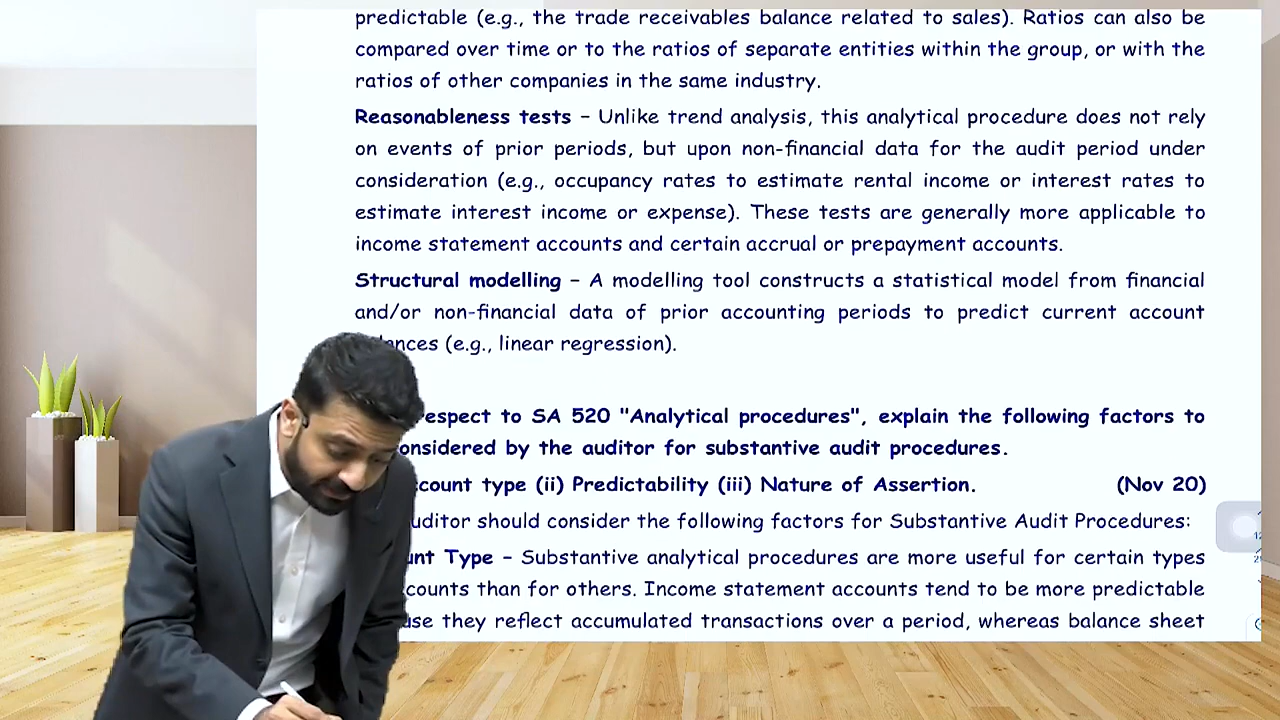 predictable (e.g., the trade receivables balance related to sales). Ratios can also be
compared over time or to the ratios of separate entities within the group, or with the
ratios of other companies in the same industry.
Reasonableness tests – Unlike trend analysis, this analytical procedure does not rely
on events of prior periods, but upon non-financial data for the audit period under
consideration (e.g., occupancy rates to estimate rental income or interest rates to
estimate interest income or expense). These tests are generally more applicable to
income statement accounts and certain accrual or prepayment accounts.
Structural modelling – A modelling tool constructs a statistical model from financial
and/or non-financial data of prior accounting periods to predict current account
(e.g., linear regression).
to SA 520 "Analytical procedures", explain the following factors to
by the auditor for substantive audit procedures.
type (ii) Predictability (iii) Nature of Assertion. (Nov 20)
should consider the following factors for Substantive Audit Procedures:
Type – Substantive analytical procedures are more useful for certain types
than for others. Income statement accounts tend to be more predictable
they reflect accumulated transactions over a period, whereas balance sheet